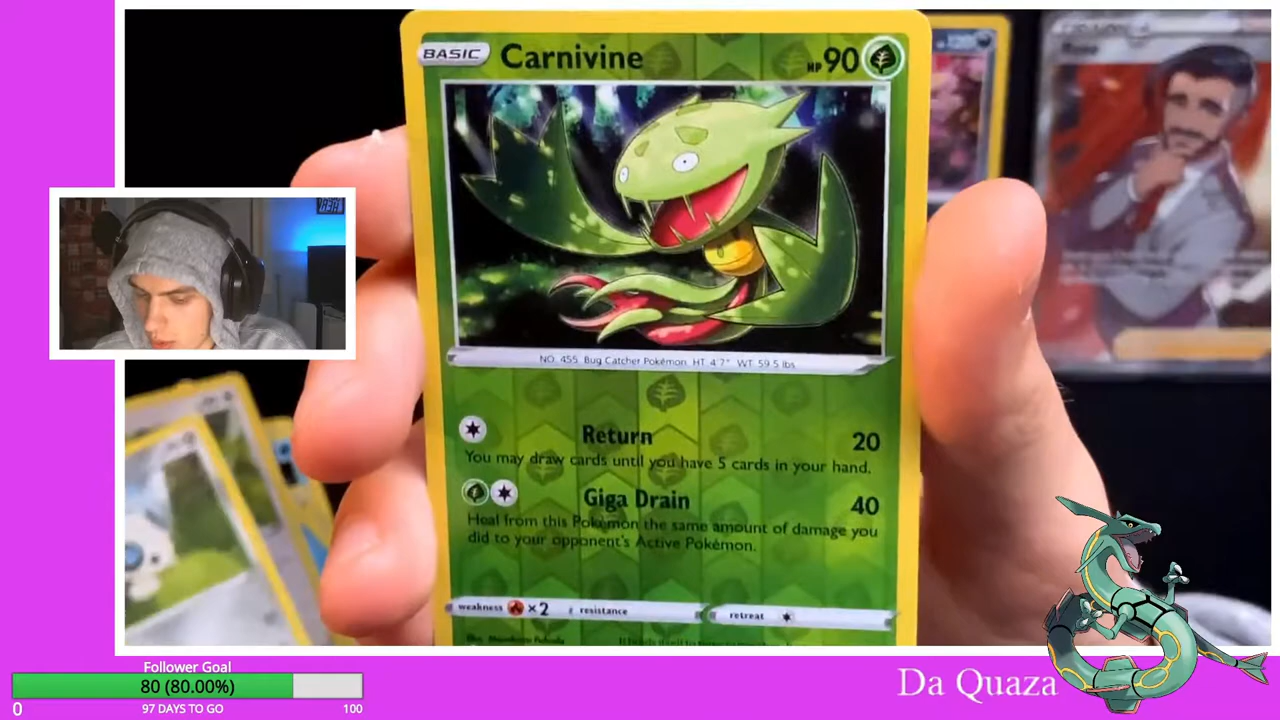 BASIC Carnivine HP 90
NO. 455 Bug Catcher Pokémon HT 4'7" WT 59.5 lbs
Return 20
You may draw cards until you have 5 cards in your hand.
Giga Drain 40
Heal from this Pokémon the same amount of damage you
did to your opponent's Active Pokémon.
weakness ×2 resistance retreat
Rose
Follower Goal
80 (80.00%)
0 97 DAYS TO GO 100
Da Quaza